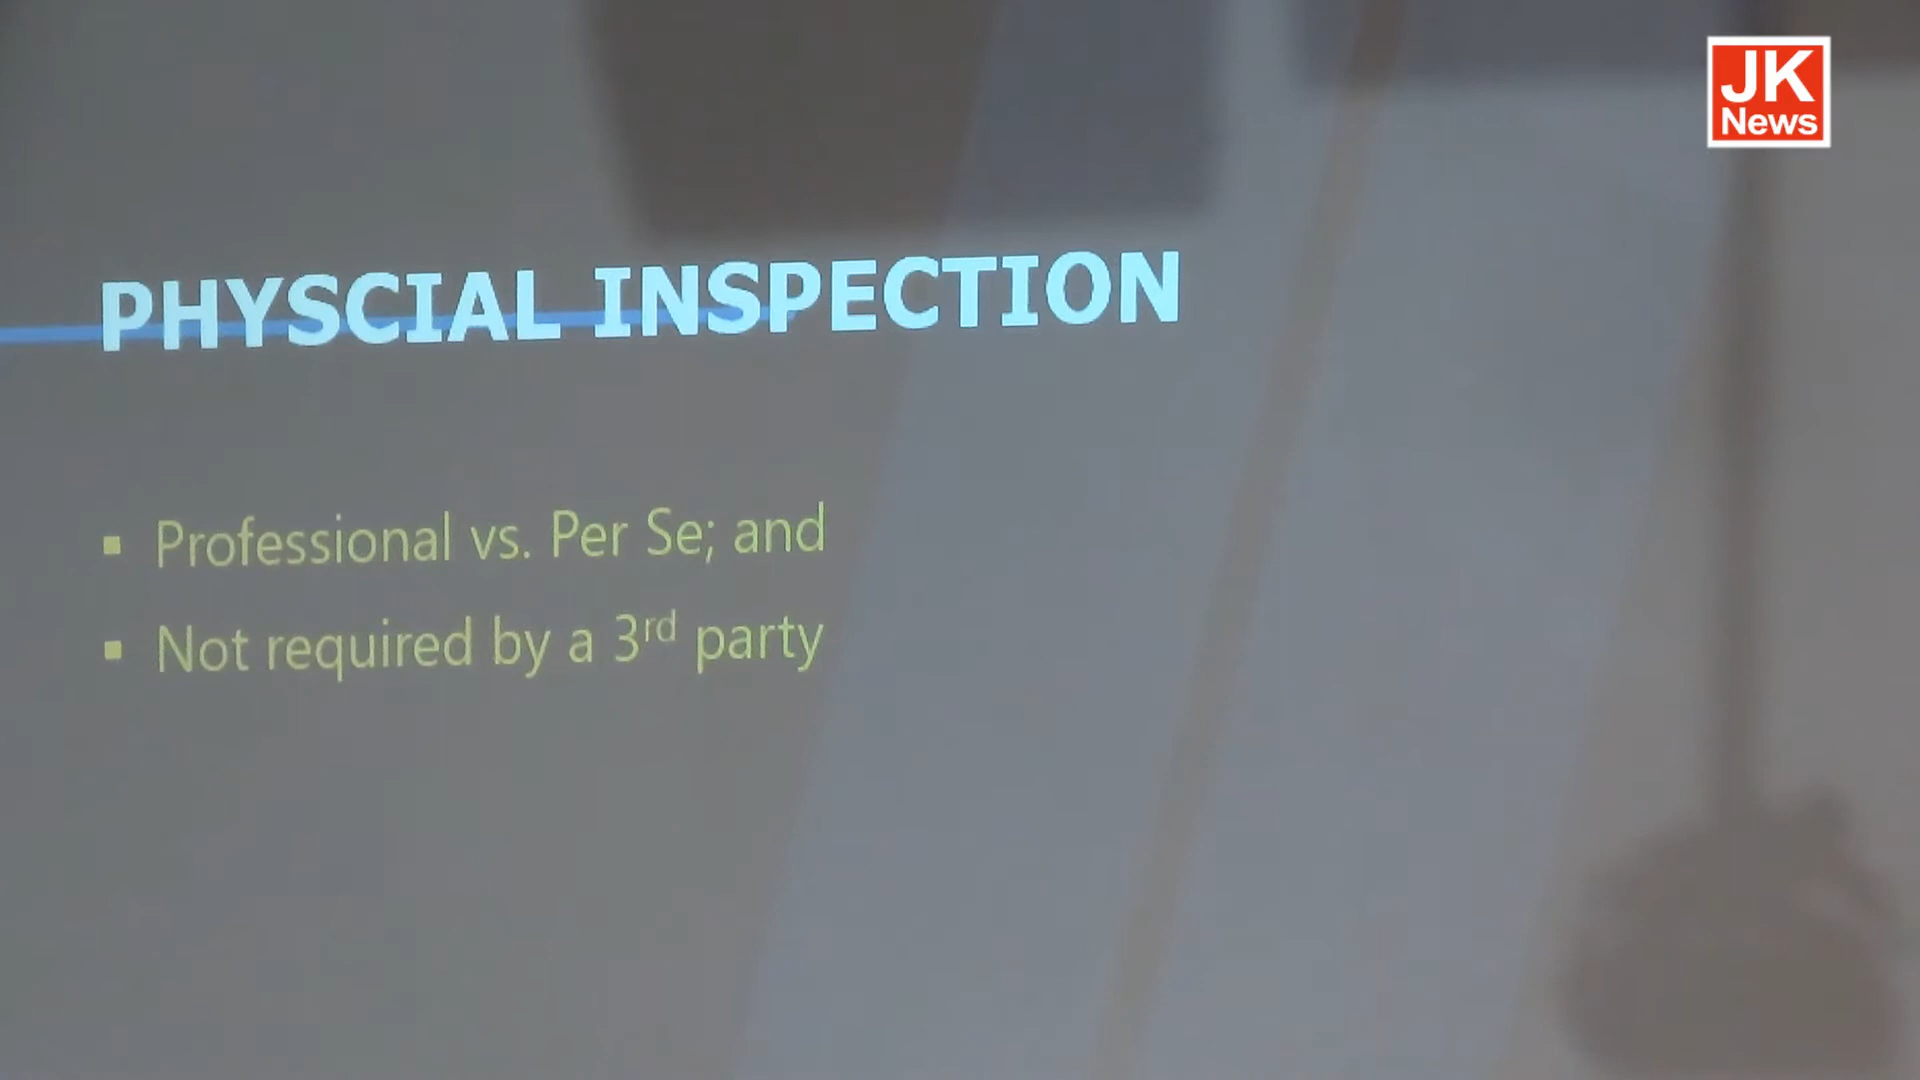 JK
News
PHYSCIAL INSPECTION
▪ Professional vs. Per Se; and
▪ Not required by a 3rd party